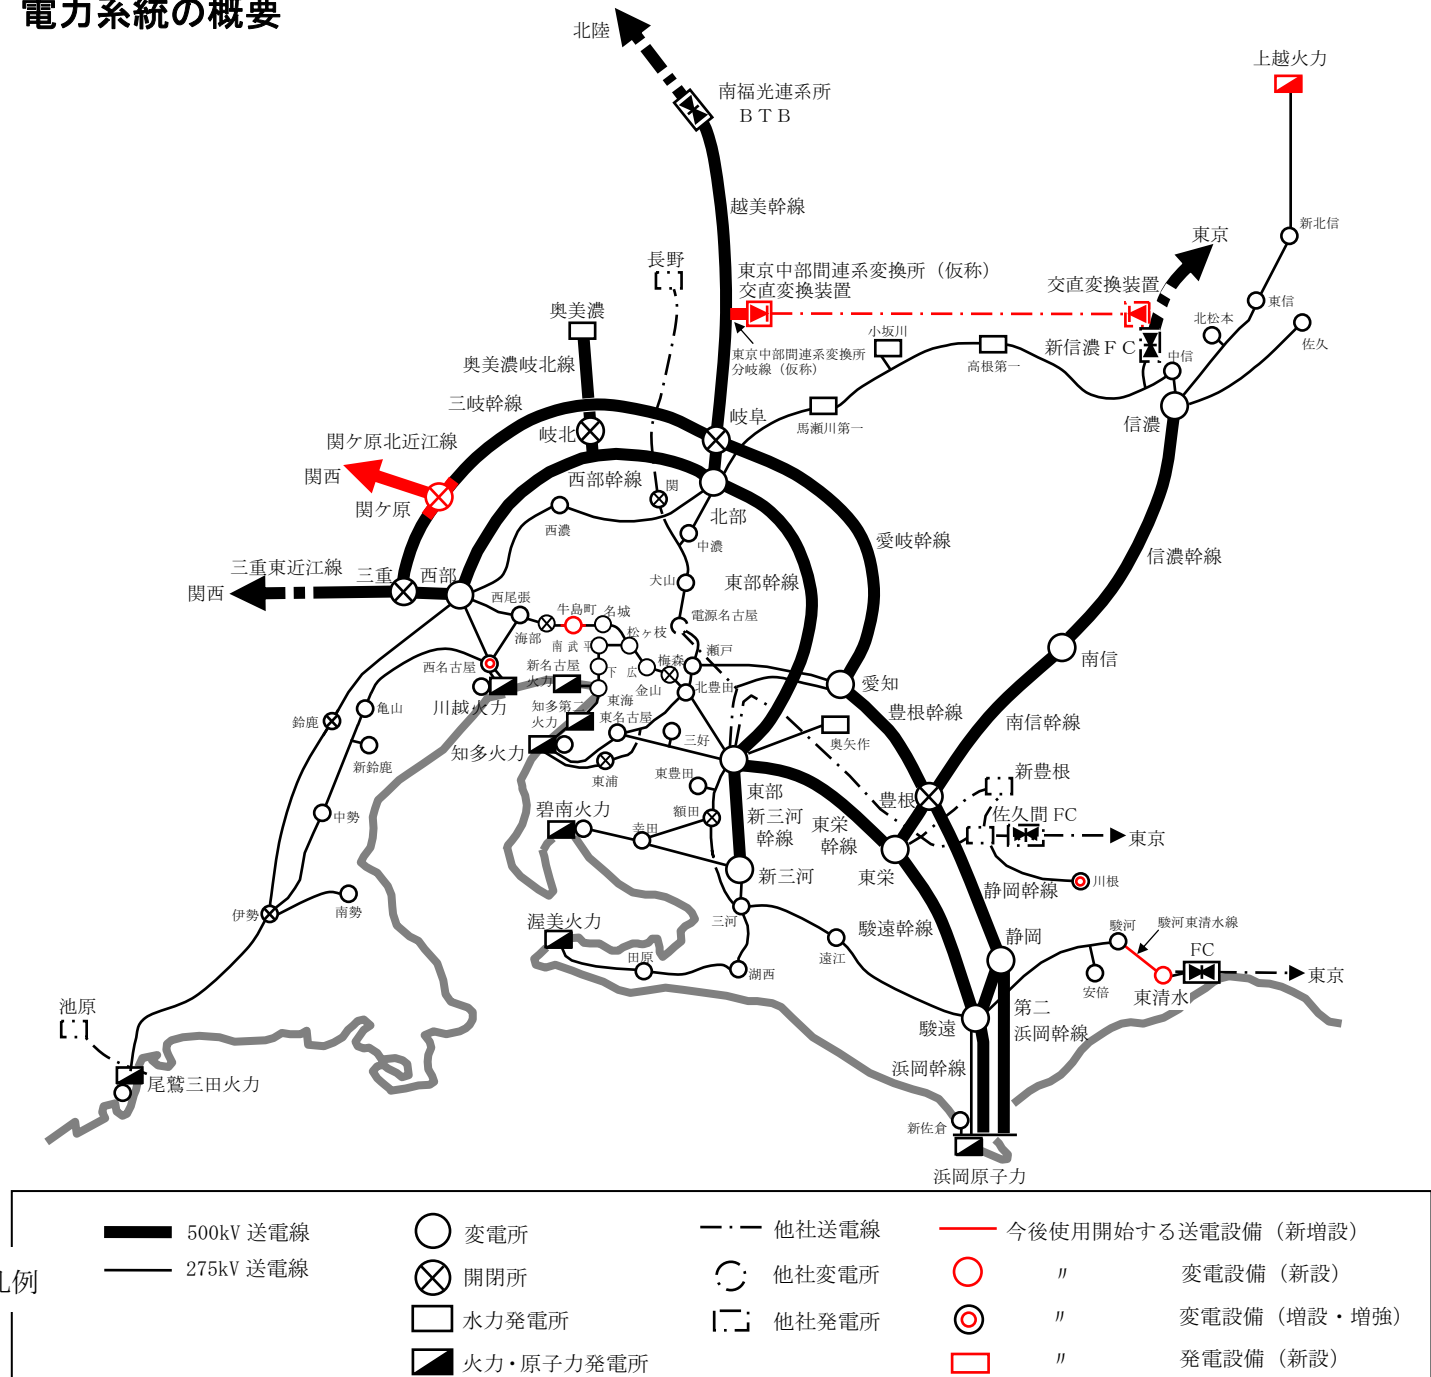 電力系統の概要
北陸
上越火力
南福光連系所
ＢＴＢ
越美幹線
新北信
東京
長野
東京中部間連系変換所（仮称）
交直変換装置
交直変換装置
東信
奥美濃
北松本
小坂川
新信濃ＦＣ
佐久
東京中部間連系変換所
分岐線（仮称）
中信
奥美濃岐北線
高根第一
三岐幹線
岐阜
馬瀬川第一
信濃
関ケ原北近江線
岐北
関西
西部幹線
関
関ケ原
北部
西濃
愛岐幹線
中濃
信濃幹線
三重東近江線
三重
西部
犬山
東部幹線
関西
西尾張
牛島町
名城
電源名古屋
海部
松ヶ枝
南武平
瀬戸
梅森
南信
西名古屋
新名古屋
火力
下広
金山
北豊田
愛知
川越火力
東海
知多第二
火力
豊根幹線
亀山
東名古屋
南信幹線
鈴鹿
三好
奥矢作
知多火力
新鈴鹿
東浦
東豊田
新豊根
東部
豊根
碧南火力
額田
新三河
幹線
佐久間FC
中勢
幸田
東栄
幹線
東京
新三河
東栄
静岡幹線
川根
南勢
伊勢
渥美火力
三河
駿遠幹線
駿河
駿河東清水線
静岡
FC
田原
遠江
湖西
安倍
東清水
東京
池原
第二
浜岡幹線
駿遠
尾鷲三田火力
浜岡幹線
新佐倉
浜岡原子力
凡例
500kV 送電線
変電所
他社送電線
今後使用開始する送電設備（新増設）
275kV 送電線
開閉所
他社変電所
〃 変電設備（新設）
水力発電所
他社発電所
〃 変電設備（増設・増強）
火力・原子力発電所
〃 発電設備（新設）